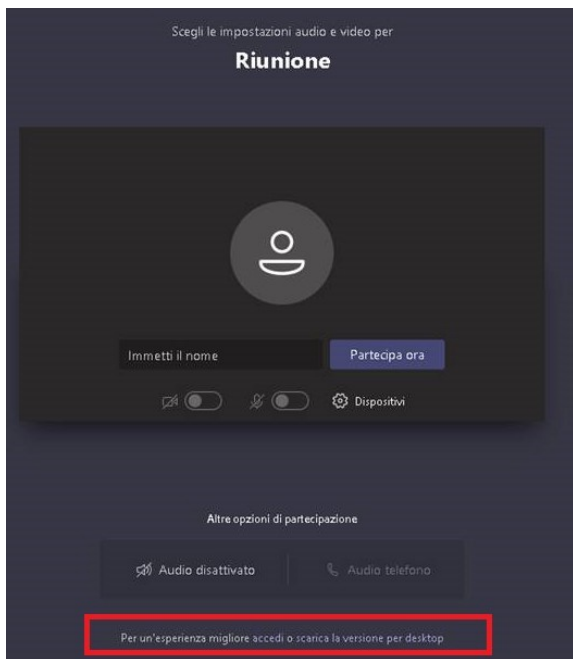 Scegli le impostazioni audio e video per
Riunione
Immetti il nome
Partecipa ora
Dispositivi
Altre opzioni di partecipazione
Audio disattivato
Audio telefono
Per un'esperienza migliore accedi o scarica la versione per desktop